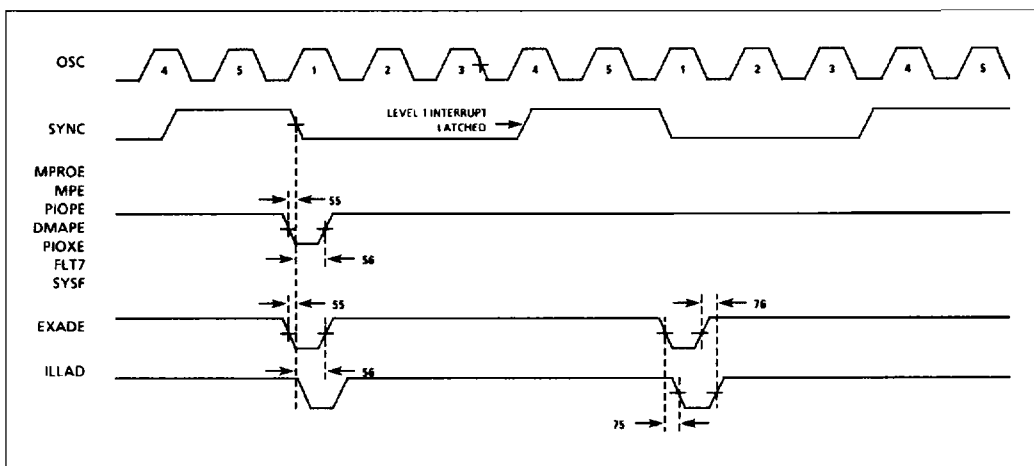 OSC
4 5 1 2 3 4 5 1 2 3 4 5
SYNC
LEVEL 1 INTERRUPT
LATCHED
MPROE
MPE
PIOPE
DMAPE
PIOXE
FLT7
SYSF
55
56
EXADE
55
76
ILLAD
56
75